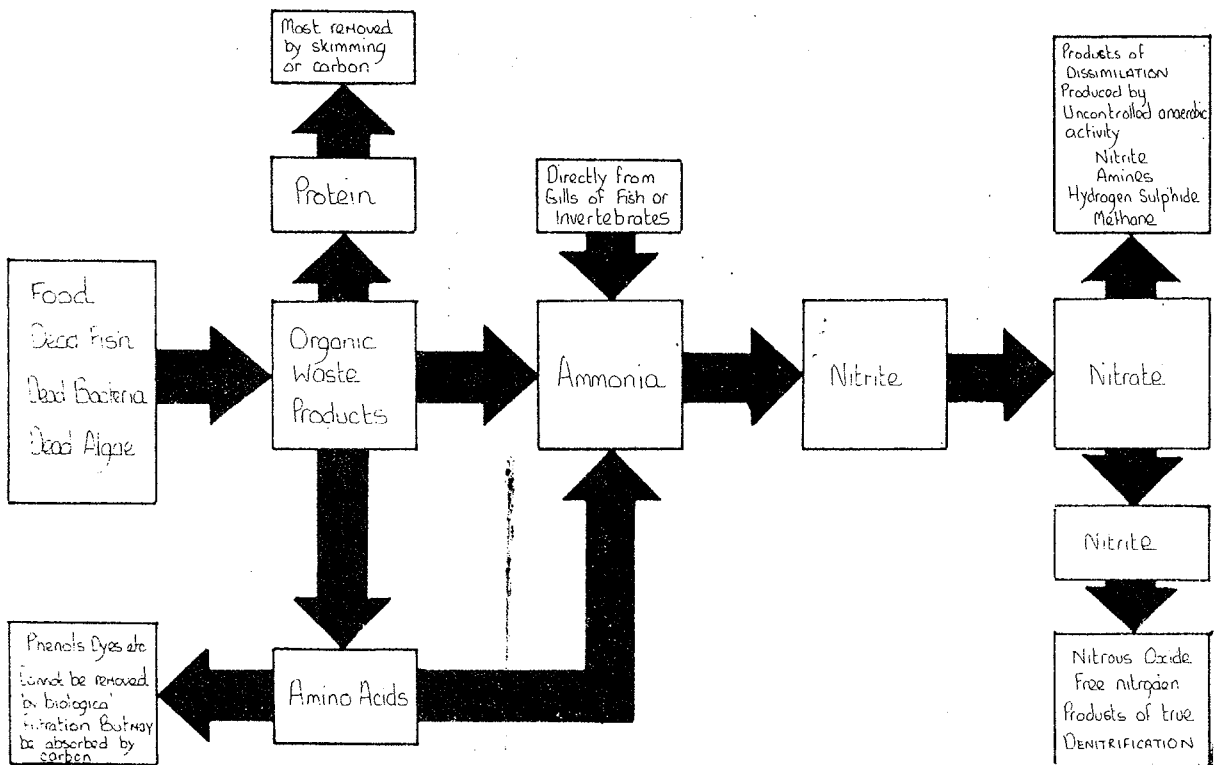 Most removed
by skimming
or carbon
Products of
DISSIMILATION
Produced by
Uncontrolled anaerobic
activity
Nitrite
Amines
Hydrogen Sulphide
Methane
Protein
Directly from
Gills of Fish or
Invertebrates
Food
Dead Fish
Dead Bacteria
Dead Algae
Organic
Waste
Products
Ammonia
Nitrite
Nitrate
Nitrite
Phenols Dyes etc
Cannot be removed
by biological
Filtration But may
be absorbed by
carbon
Amino Acids
Nitrous Oxide
Free nitrgoen
Products of true
DENITRIFICATION